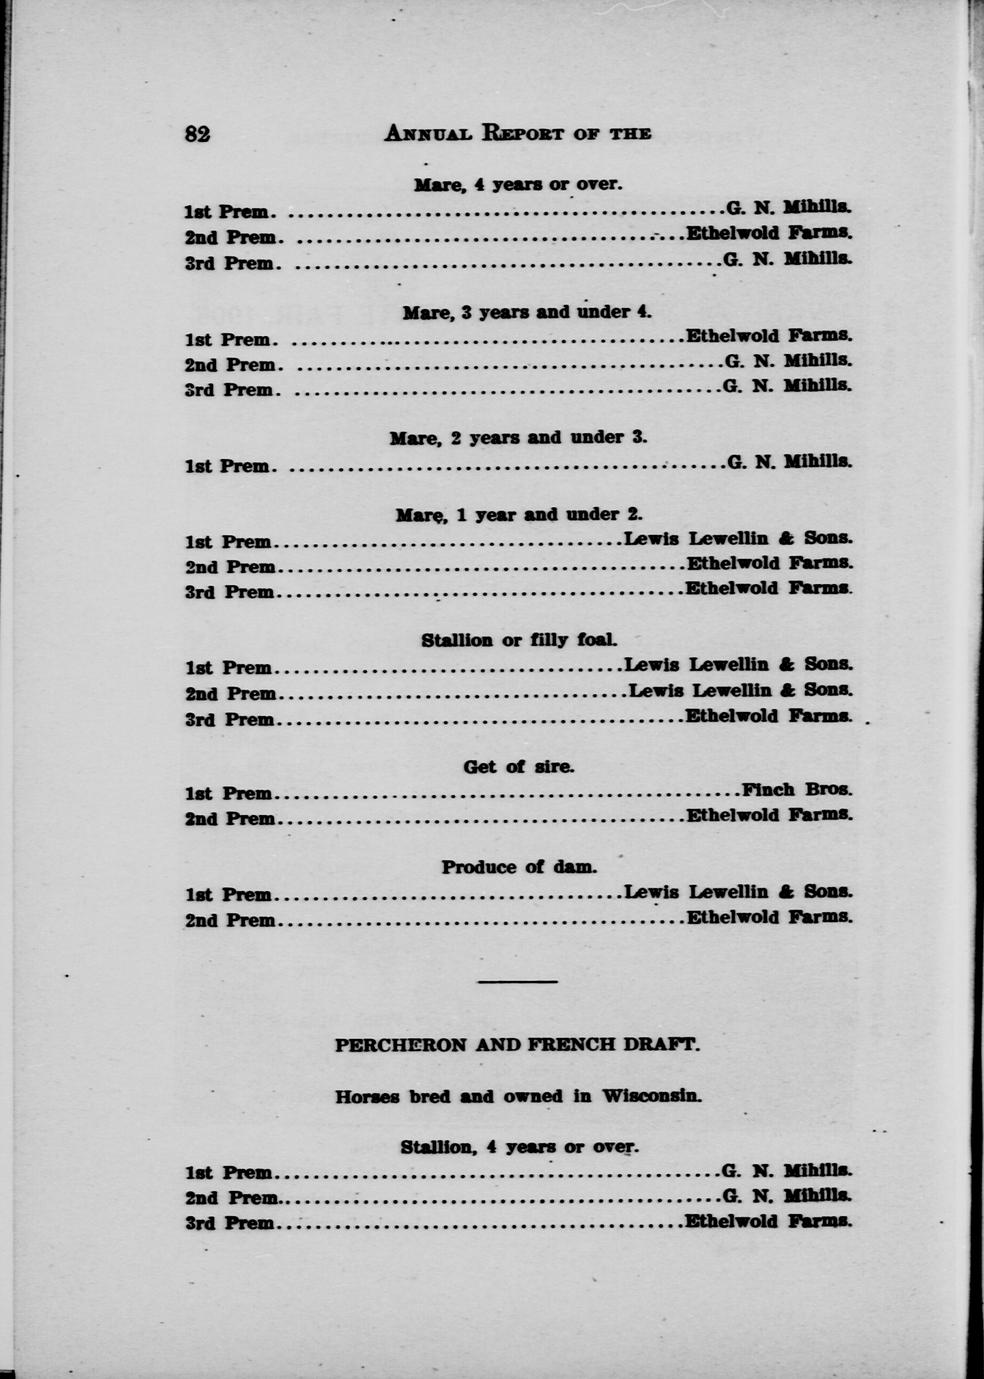 82 ANNUAL REPORT OF THE
Mare, 4 years or over.
1st Prem. ............................................G. N. Mihills.
2nd Prem. .......................................Ethelwold Farms.
3rd Prem. ...........................................G. N. Mihills.
Mare, 3 years and under 4.
1st Prem. ........................................Ethelwold Farms.
2nd Prem. ...........................................G. N. Mihills.
3rd Prem. ...........................................G. N. Mihills.
Mare, 2 years and under 3.
1st Prem. ............................................G. N. Mihills.
Mare, 1 year and under 2.
1st Prem....................................Lewis Lewellin & Sons.
2nd Prem..........................................Ethelwold Farms.
3rd Prem..........................................Ethelwold Farms.
Stallion or filly foal.
1st Prem....................................Lewis Lewellin & Sons.
2nd Prem....................................Lewis Lewellin & Sons.
3rd Prem..........................................Ethelwold Farms.
Get of sire.
1st Prem...............................................Finch Bros.
2nd Prem..........................................Ethelwold Farms.
Produce of dam.
1st Prem....................................Lewis Lewellin & Sons.
2nd Prem..........................................Ethelwold Farms.
PERCHERON AND FRENCH DRAFT.
Horses bred and owned in Wisconsin.
Stallion, 4 years or over.
1st Prem.............................................G. N. Mihills.
2nd Prem.............................................G. N. Mihills.
3rd Prem..........................................Ethelwold Farms.